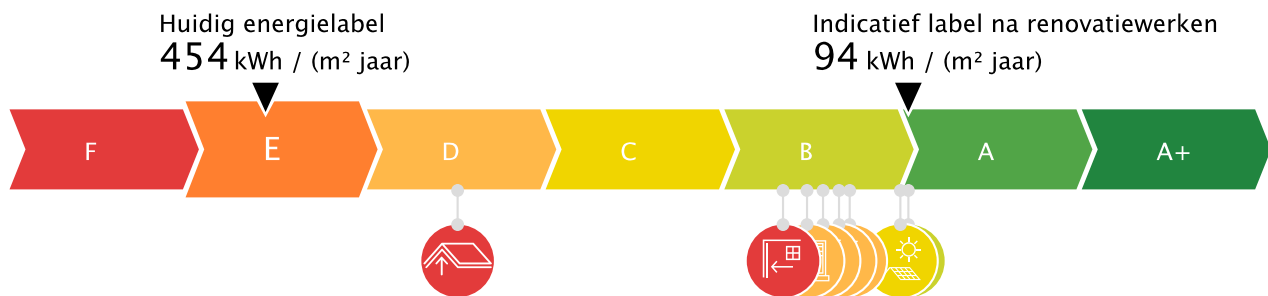 Huidig energielabel
454 kWh / (m² jaar)
Indicatief label na renovatiewerken
94 kWh / (m² jaar)
F
E
D
C
B
A
A+